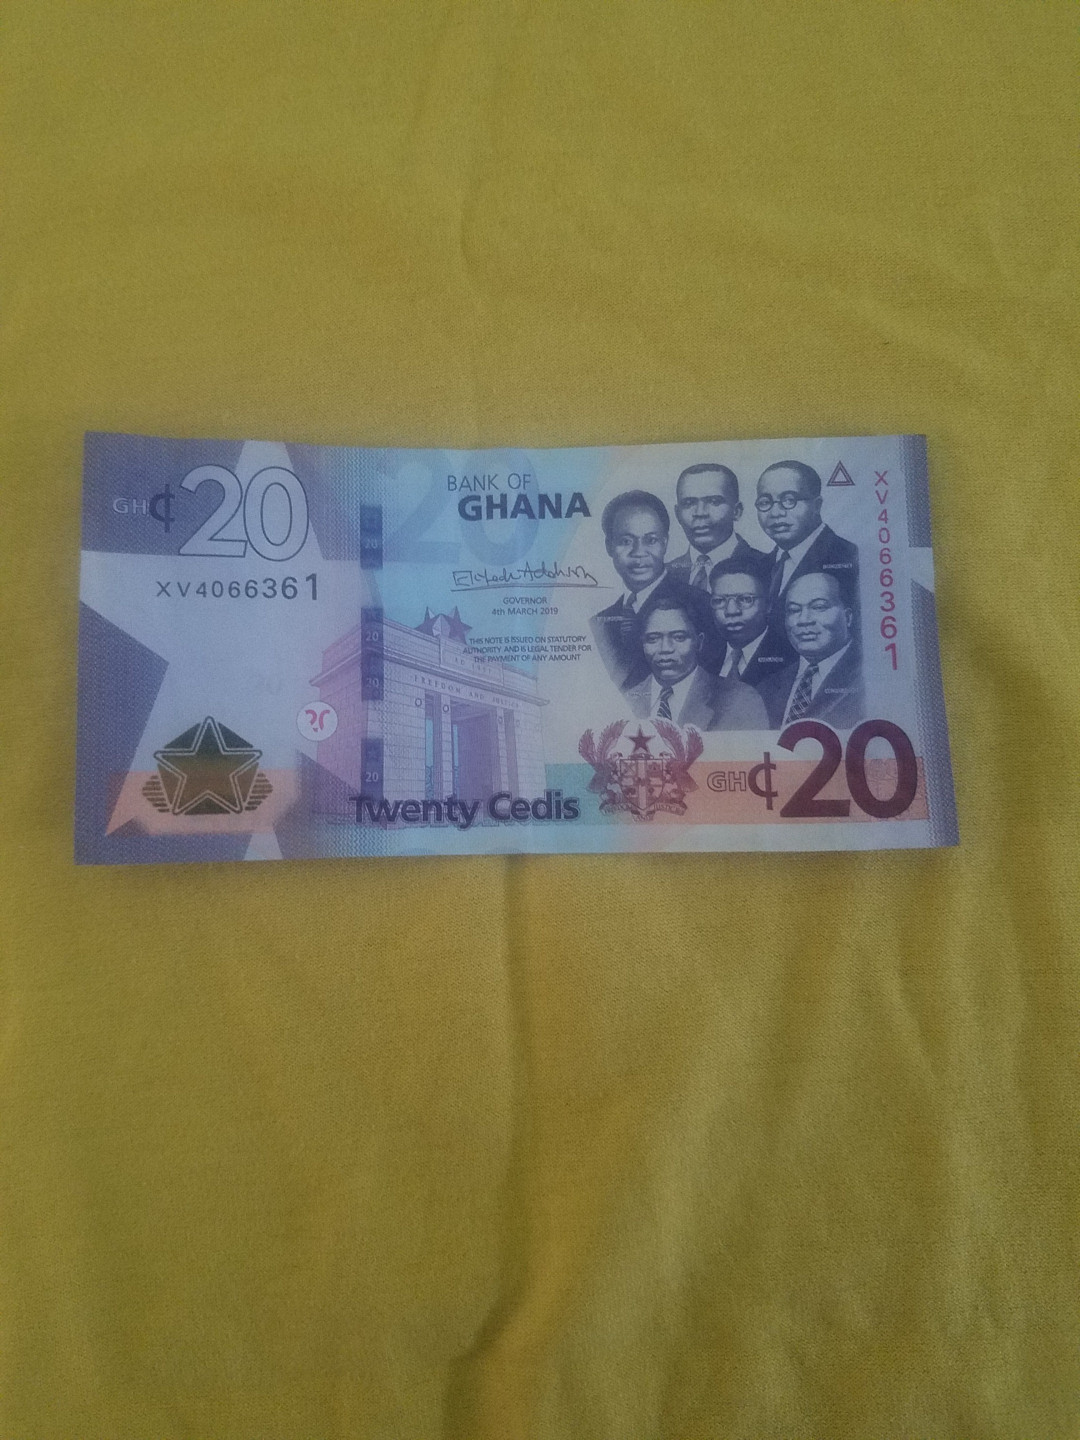 GH₵20
XV4066361
BANK OF
GHANA
GOVERNOR
4th MARCH 2019
THIS NOTE IS ISSUED ON STATUTORY
AUTHORITY AND IS LEGAL TENDER FOR
THE PAYMENT OF ANY AMOUNT
20
20
20
20
20
FREEDOM AND JUSTICE
Twenty Cedis
XV4066361
GH₵20